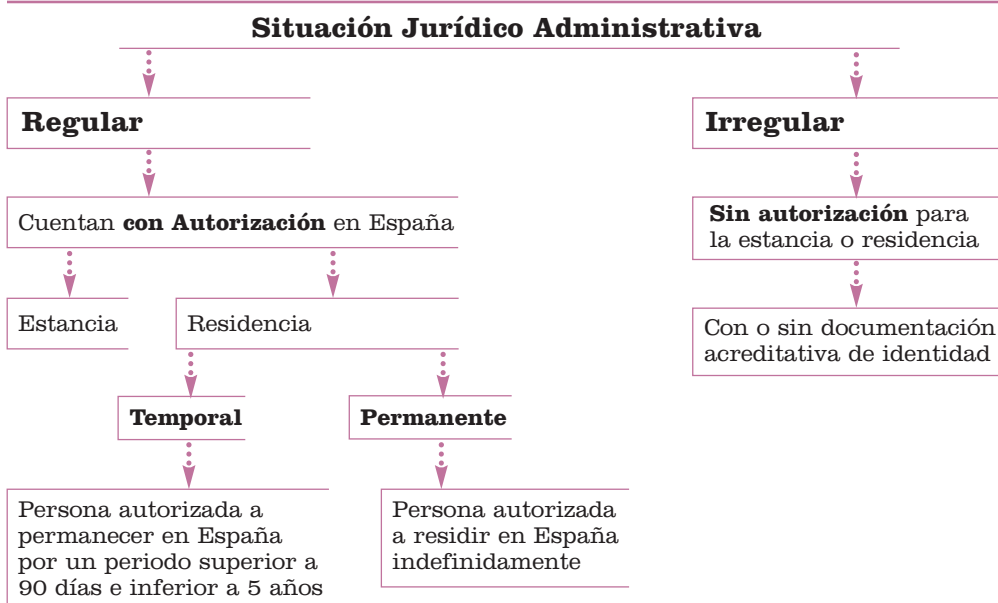 Situación Jurídico Administrativa
Regular
Irregular
Cuentan con Autorización en España
Sin autorización para
la estancia o residencia
Estancia
Residencia
Con o sin documentación
acreditativa de identidad
Temporal
Permanente
Persona autorizada a
permanecer en España
por un periodo superior a
90 días e inferior a 5 años
Persona autorizada
a residir en España
indefinidamente